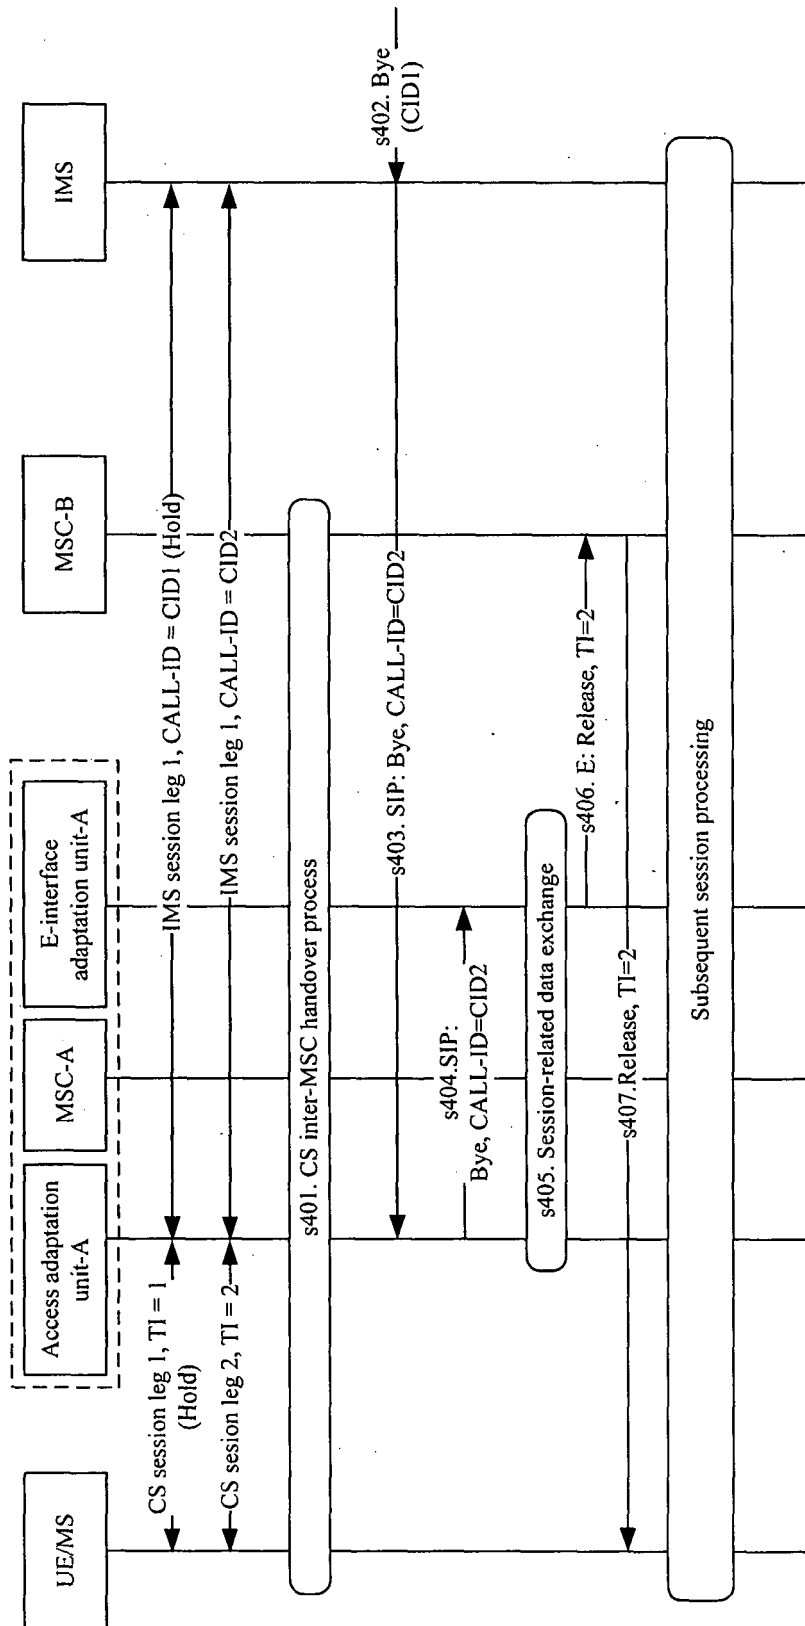 UE/MS
Access adaptation
unit-A
MSC-A
E-interface
adaptation unit-A
MSC-B
IMS
CS session leg 1, TI = 1
(Hold)
IMS session leg 1, CALL-ID = CID1 (Hold)
CS sesion leg 2, TI = 2
IMS session leg 1, CALL-ID = CID2
s401. CS inter-MSC handover process
s402. Bye
(CID1)
s403. SIP: Bye, CALL-ID=CID2
s404.SIP:
Bye, CALL-ID=CID2
s405. Session-related data exchange
s406. E: Release, TI=2
s407.Release, TI=2
Subsequent session processing